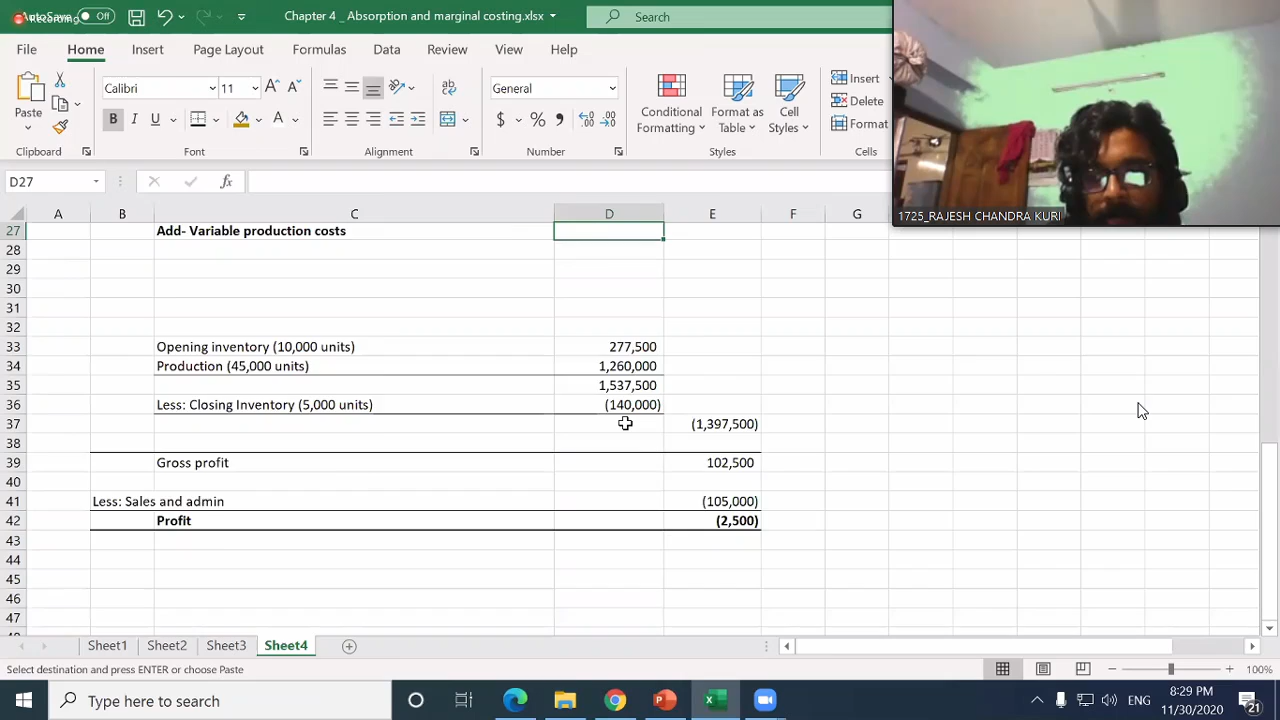 AutoSave Off Chapter 4 _ Absorption and marginal costing.xlsx Search
File Home Insert Page Layout Formulas Data Review View Help
Paste Calibri 11 General Conditional Formatting Format as Table Cell Styles Insert Delete Format
Clipboard Font Alignment Number Styles Cells
1725_RAJESH CHANDRA KURI
D27 fx
A B C D E F G
27 Add- Variable production costs
28
29
30
31
32
33 Opening inventory (10,000 units) 277,500
34 Production (45,000 units) 1,260,000
35 1,537,500
36 Less: Closing Inventory (5,000 units) (140,000)
37 (1,397,500)
38
39 Gross profit 102,500
40
41 Less: Sales and admin (105,000)
42 Profit (2,500)
43
44
45
46
47
Sheet1 Sheet2 Sheet3 Sheet4
Select destination and press ENTER or choose Paste 100%
Type here to search ENG 8:29 PM
11/30/2020 21